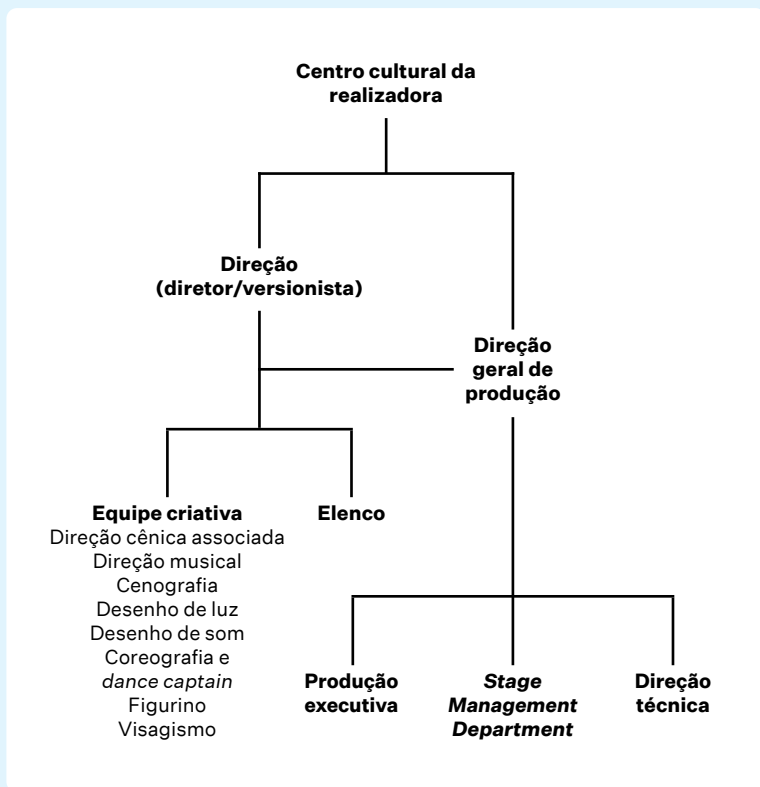 Centro cultural da
realizadora
Direção
(diretor/versionista)
Direção
geral de
produção
Equipe criativa
Direção cênica associada
Direção musical
Cenografia
Desenho de luz
Desenho de som
Coreografia e
dance captain
Figurino
Visagismo
Elenco
Produção
executiva
Stage
Management
Department
Direção
técnica